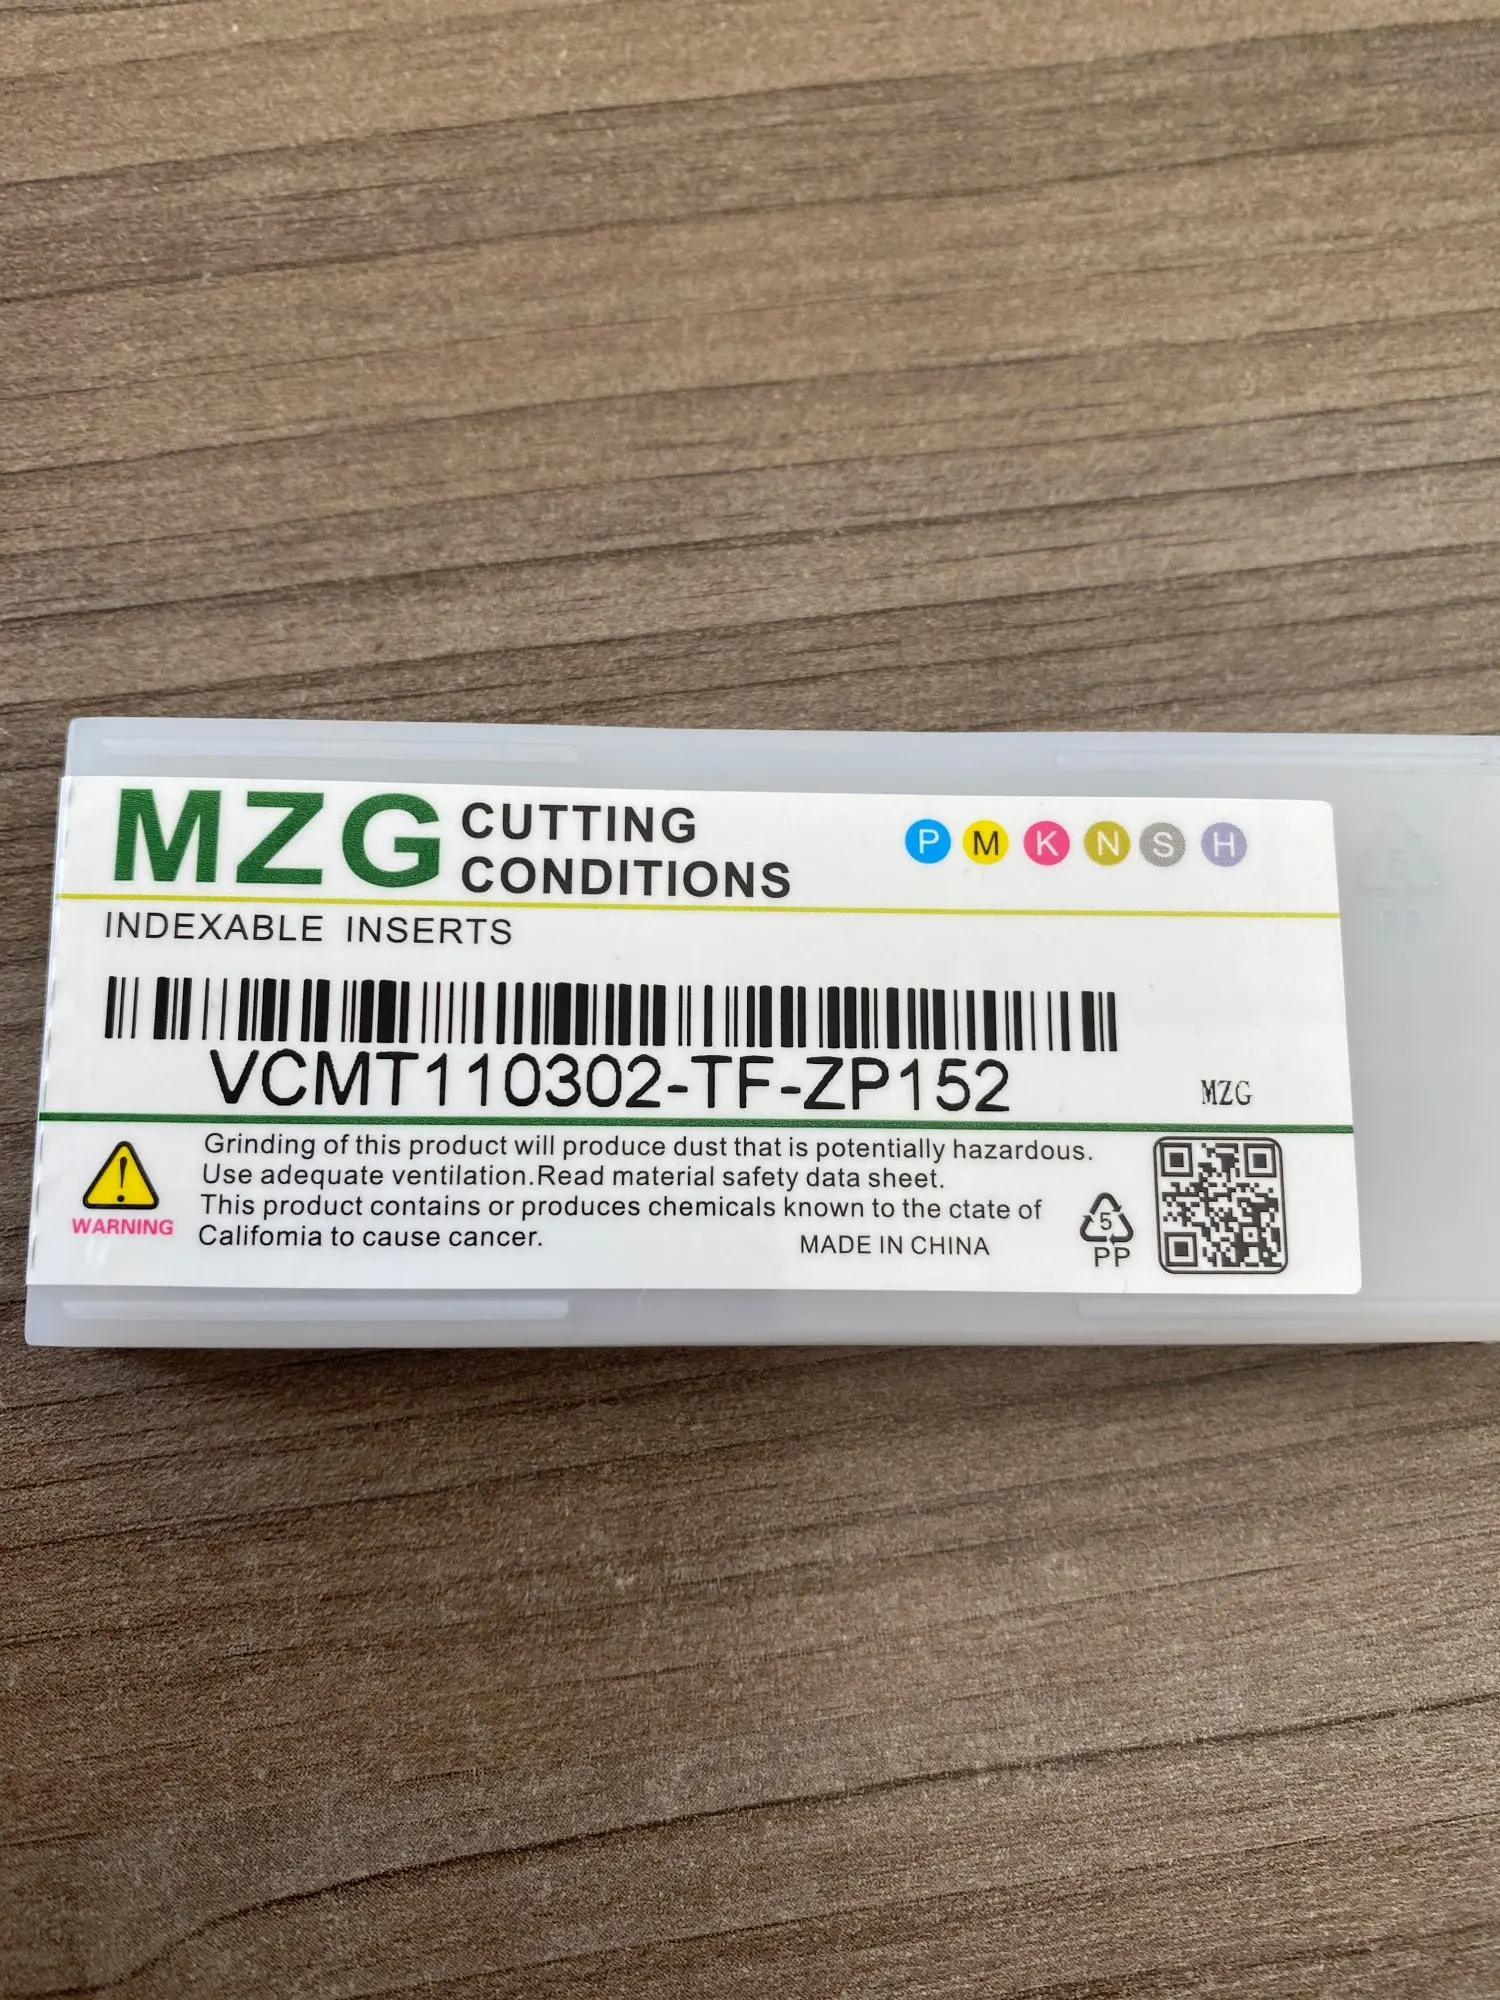 MZG CUTTING CONDITIONS
P M K N S H
INDEXABLE INSERTS
VCMT110302-TF-ZP152
MZG
WARNING
Grinding of this product will produce dust that is potentially hazardous.
Use adequate ventilation.Read material safety data sheet.
This product contains or produces chemicals known to the ctate of
Califomia to cause cancer.
MADE IN CHINA
5
PP
5
PP